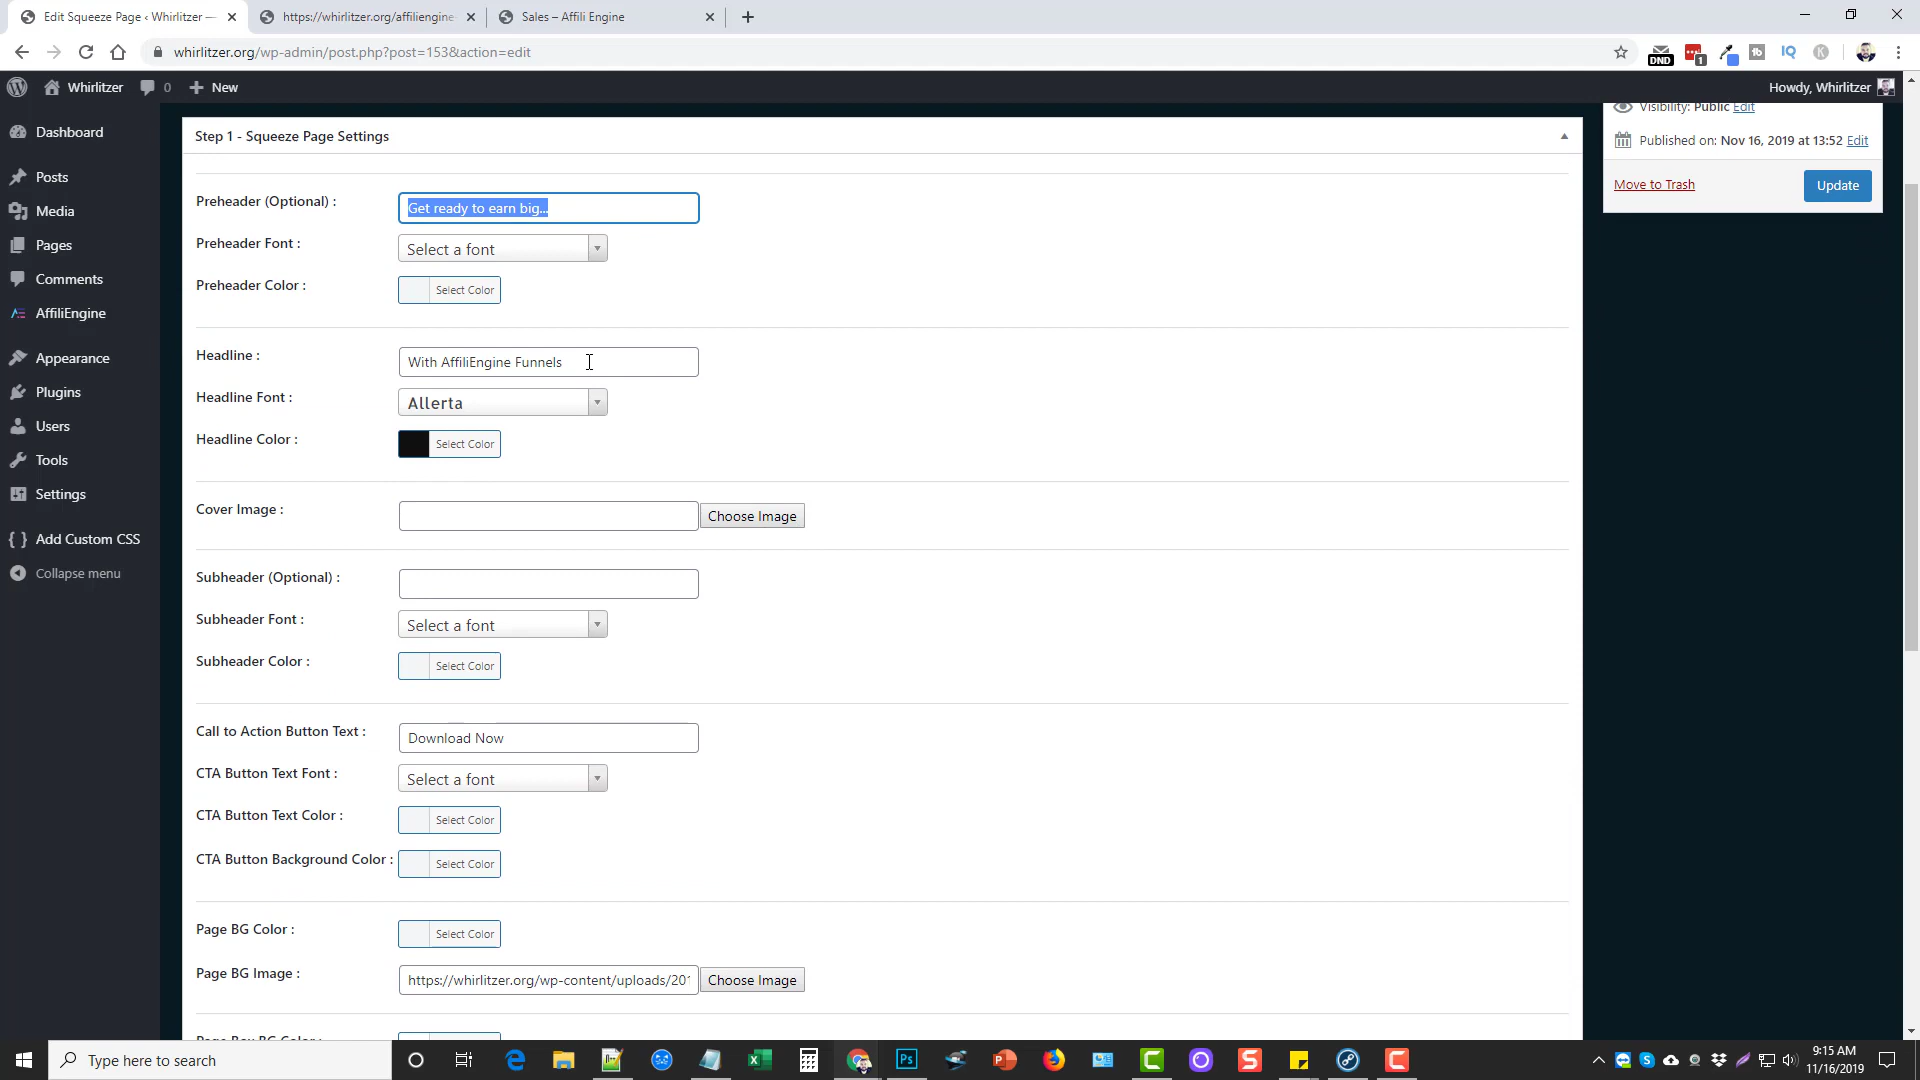 Edit Squeeze Page ‹ Whirlitzer —
https://whirlitzer.org/affiliengine
Sales – Affili Engine
whirlitzer.org/wp-admin/post.php?post=153&action=edit
DND
1
Whirlitzer
0
New
Howdy, Whirlitzer
Dashboard
Posts
Media
Pages
Comments
AffiliEngine
Appearance
Plugins
Users
Tools
Settings
Add Custom CSS
Collapse menu
Step 1 - Squeeze Page Settings
Preheader (Optional) :
Get ready to earn big...
Preheader Font :
Select a font
Preheader Color :
Select Color
Headline :
With AffiliEngine Funnels
Headline Font :
Allerta
Headline Color :
Select Color
Cover Image :
Choose Image
Subheader (Optional) :
Subheader Font :
Select a font
Subheader Color :
Select Color
Call to Action Button Text :
Download Now
CTA Button Text Font :
Select a font
CTA Button Text Color :
Select Color
CTA Button Background Color :
Select Color
Page BG Color :
Select Color
Page BG Image :
https://whirlitzer.org/wp-content/uploads/201
Choose Image
Page Box BG Color :
Visibility: Public Edit
Published on: Nov 16, 2019 at 13:52 Edit
Move to Trash
Update
Type here to search
9:15 AM
11/16/2019